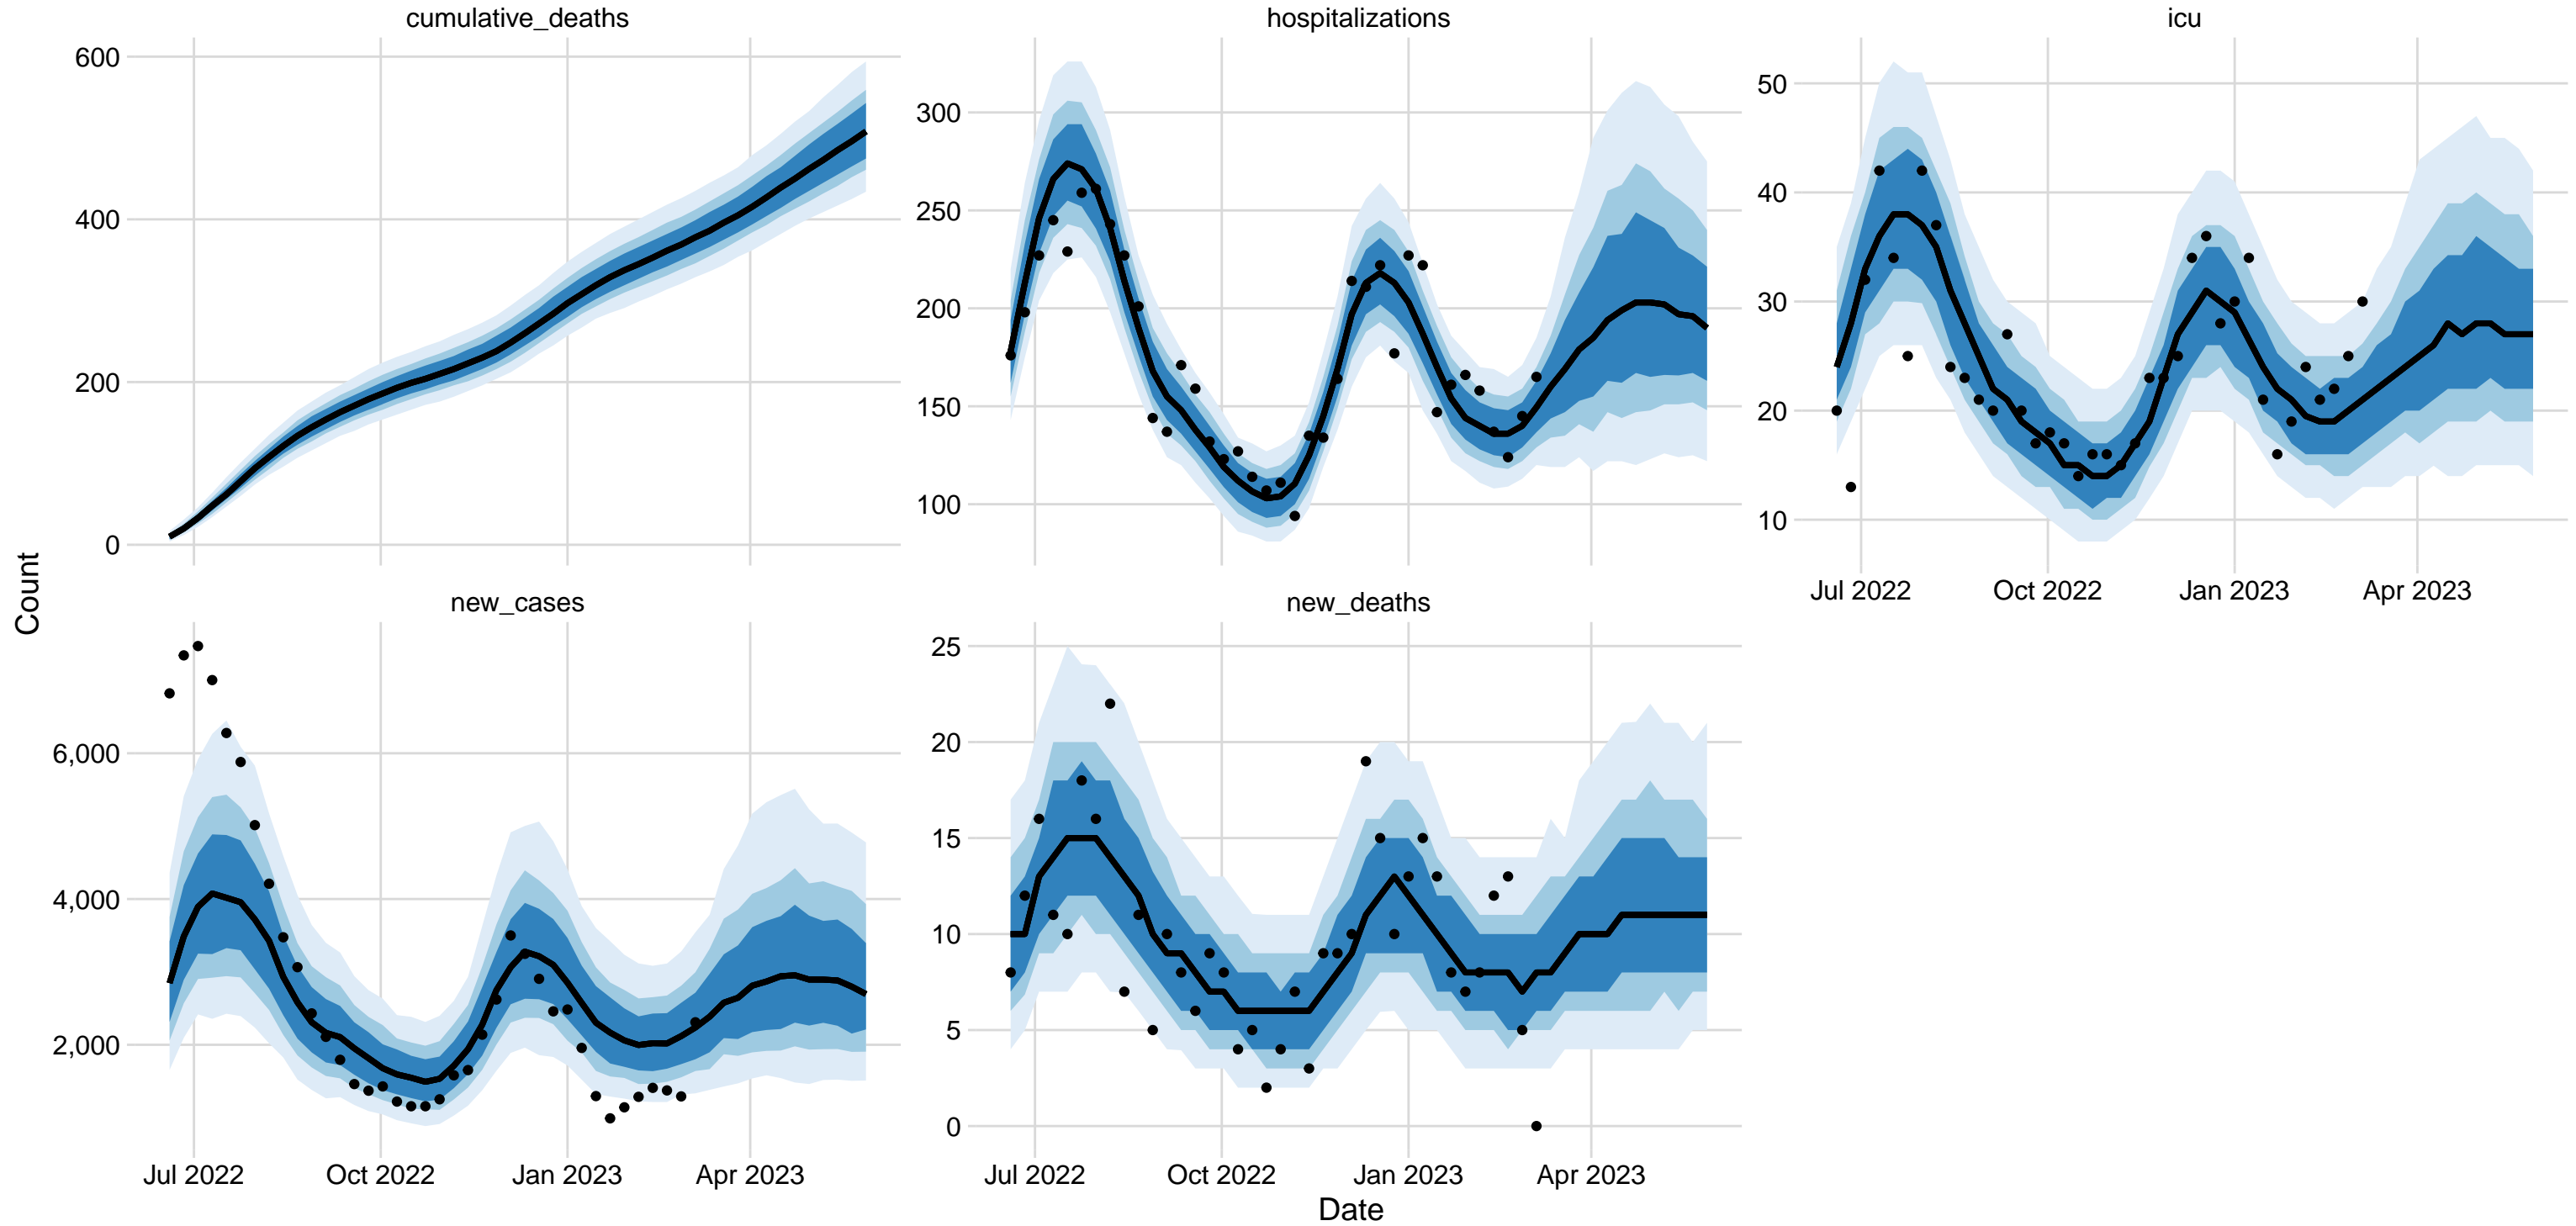 cumulative_deaths
hospitalizations
icu
600
400
200
0
300
250
200
150
100
50
40
30
20
10
Jul 2022
Oct 2022
Jan 2023
Apr 2023
Count
new_cases
new_deaths
6,000
4,000
2,000
25
20
15
10
5
0
Jul 2022
Oct 2022
Jan 2023
Apr 2023
Jul 2022
Oct 2022
Jan 2023
Apr 2023
Date